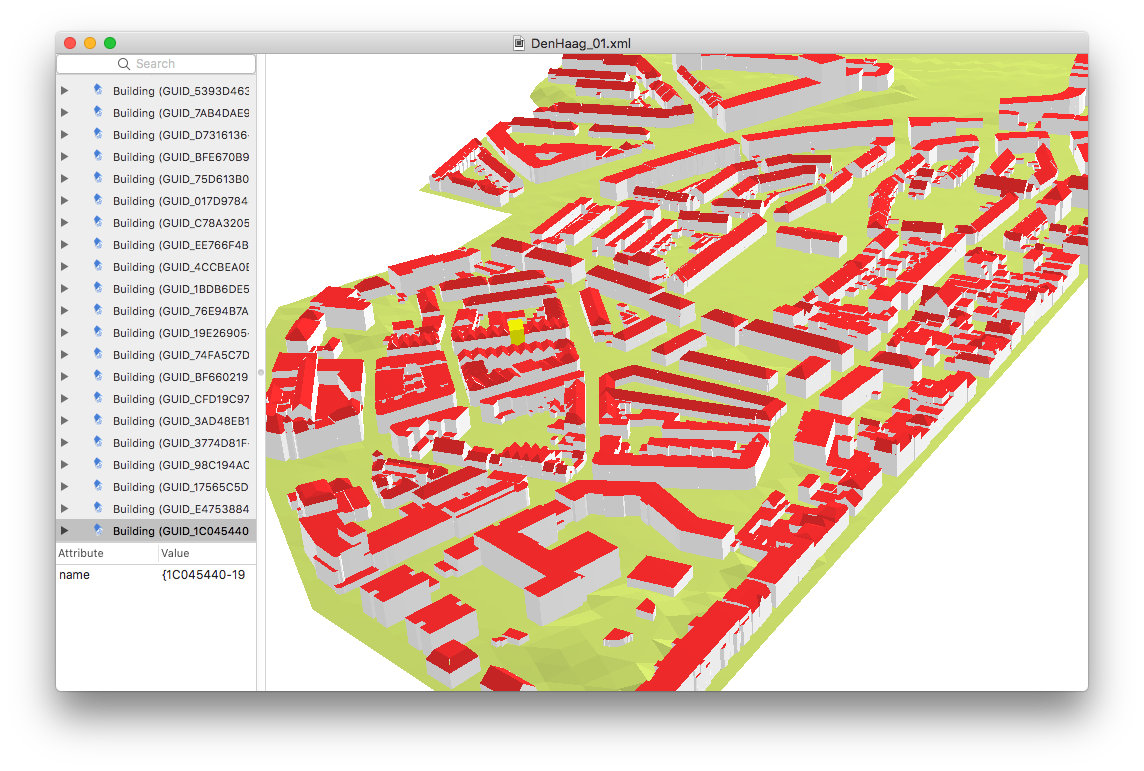 DenHaag_01.xml
Search
Building (GUID_5393D463
Building (GUID_7AB4DAE9
Building (GUID_D7316136-
Building (GUID_BFE670B9
Building (GUID_75D613B0
Building (GUID_017D9784
Building (GUID_C78A3205
Building (GUID_EE766F4B
Building (GUID_4CCBEA0E
Building (GUID_1BDB6DE5
Building (GUID_76E94B7A
Building (GUID_19E26905-
Building (GUID_74FA5C7D
Building (GUID_BF660219
Building (GUID_CFD19C97
Building (GUID_3AD48EB1
Building (GUID_3774D81F-
Building (GUID_98C194AC
Building (GUID_17565C5D
Building (GUID_E4753884
Building (GUID_1C045440
Attribute Value
name {1C045440-19